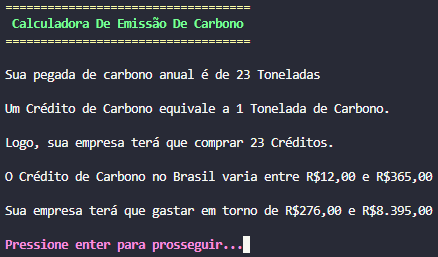 ===================================
Calculadora De Emissão De Carbono
===================================
Sua pegada de carbono anual é de 23 Toneladas
Um Crédito de Carbono equivale a 1 Tonelada de Carbono.
Logo, sua empresa terá que comprar 23 Créditos.
O Crédito de Carbono no Brasil varia entre R$12,00 e R$365,00
Sua empresa terá que gastar em torno de R$276,00 e R$8.395,00
Pressione enter para prosseguir...